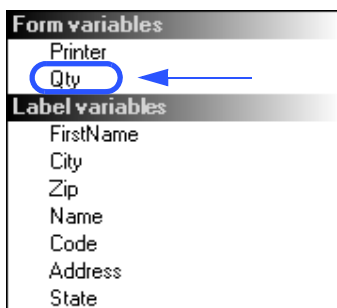 Form variables
Printer
Qty
Label variables
FirstName
City
Zip
Name
Code
Address
State